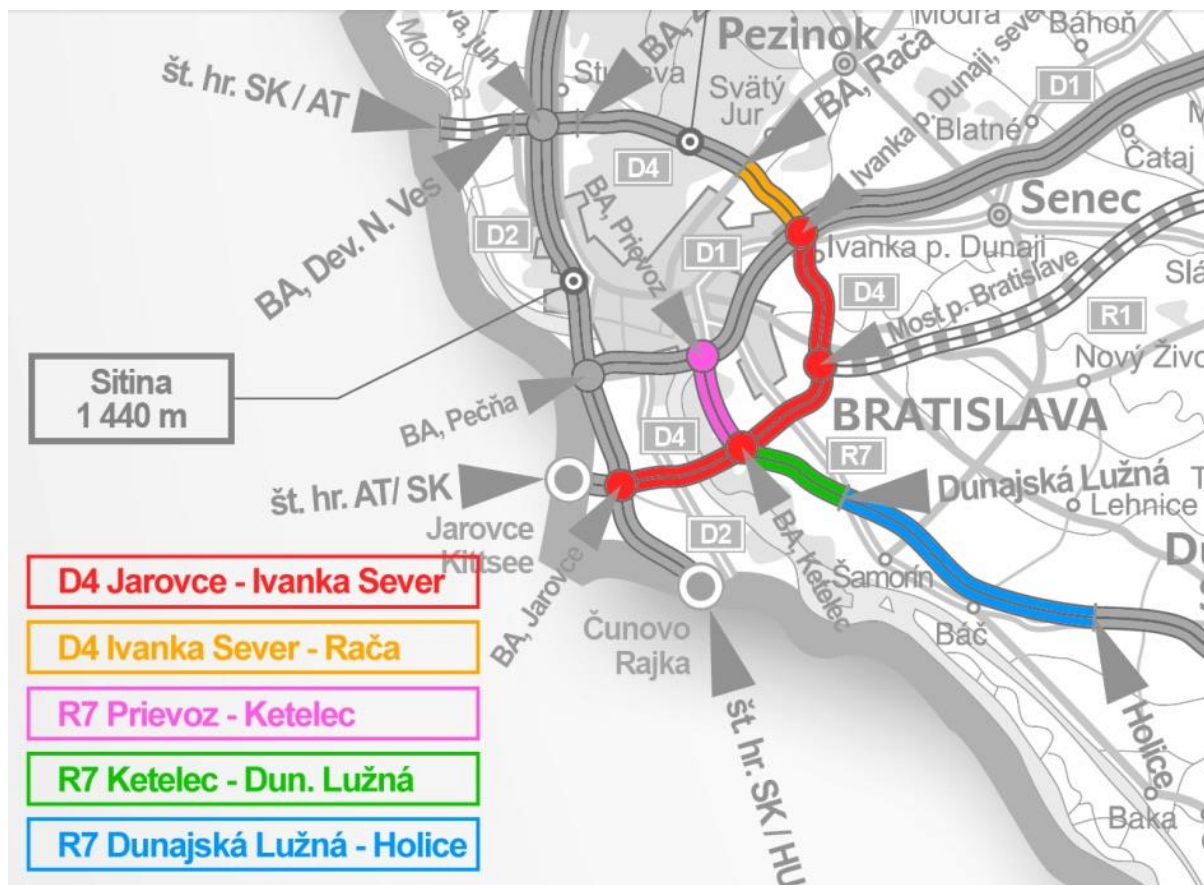 Modra
Báhoň
Pezinok
Morava
Stupava
Svätý
Jur
BA, Rača
D1
Blatné
Čataj
št. hr. SK / AT
D4
Ivanka p. Dunaji, sever
Senec
BA, Dev. N. Ves
D2
BA, Prievoz
D1
Ivanka p. Dunaji
D4
Most p. Bratislave
R1
Sitina
1 440 m
BA, Pečňa
D4
BRATISLAVA
R7
Dunajská Lužná
Lehnice
št. hr. AT/ SK
Jarovce
Kittsee
D2
BA, Ketelec
Šamorín
BA, Jarovce
Čunovo
Rajka
Báč
Holice
št. hr. SK / HU
Baka
D4 Jarovce - Ivanka Sever
D4 Ivanka Sever - Rača
R7 Prievoz - Ketelec
R7 Ketelec - Dun. Lužná
R7 Dunajská Lužná - Holice